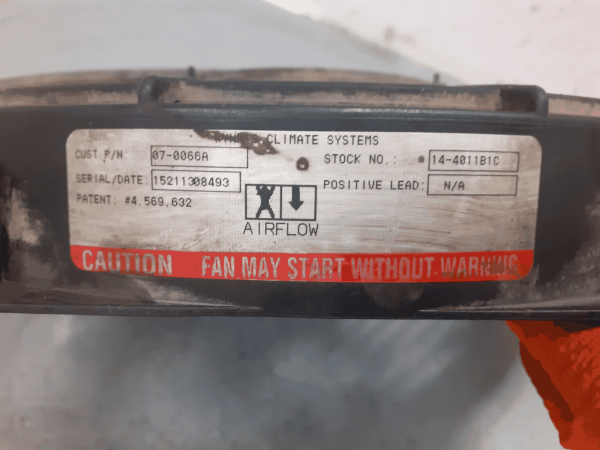 CLIMATE SYSTEMS
CUST P/N: 07-0066A STOCK NO.: 14-4011B1C
SERIAL/DATE: 15211308493 POSITIVE LEAD: N/A
PATENT: #4,569,632
AIRFLOW
CAUTION FAN MAY START WITHOUT WARNING